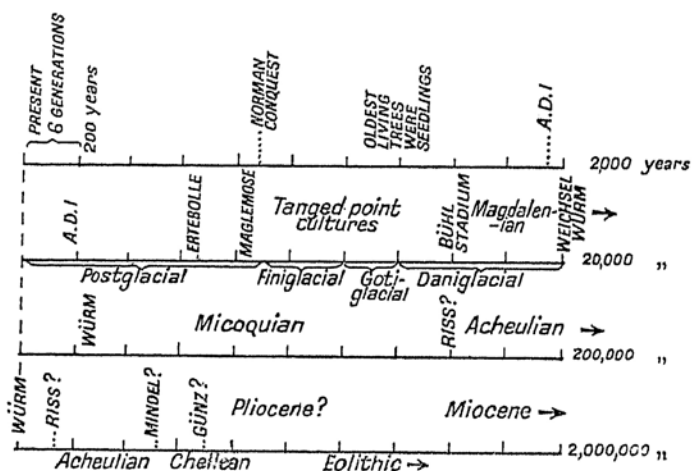 PRESENT
6 GENERATIONS
200 years
NORMAN
CONQUEST
OLDEST
LIVING
TREES
WERE
SEEDLINGS
A.D.I
2,000 years
A.D.I
ERTEBOLLE
MAGLEMOSE
Tanged point
cultures
BÜHL
STADIUM
Magdalen-
-ian
WEICHSEL
WÜRM
20,000 „
Postglacial
Finiglacial
Goti-
glacial
Daniglacial
WÜRM
Micoquian
RISS?
Acheulian
200,000 „
WÜRM
RISS?
MINDEL?
GÜNZ?
Pliocene?
Miocene
2,000,000 „
Acheulian Chellean Eolithic